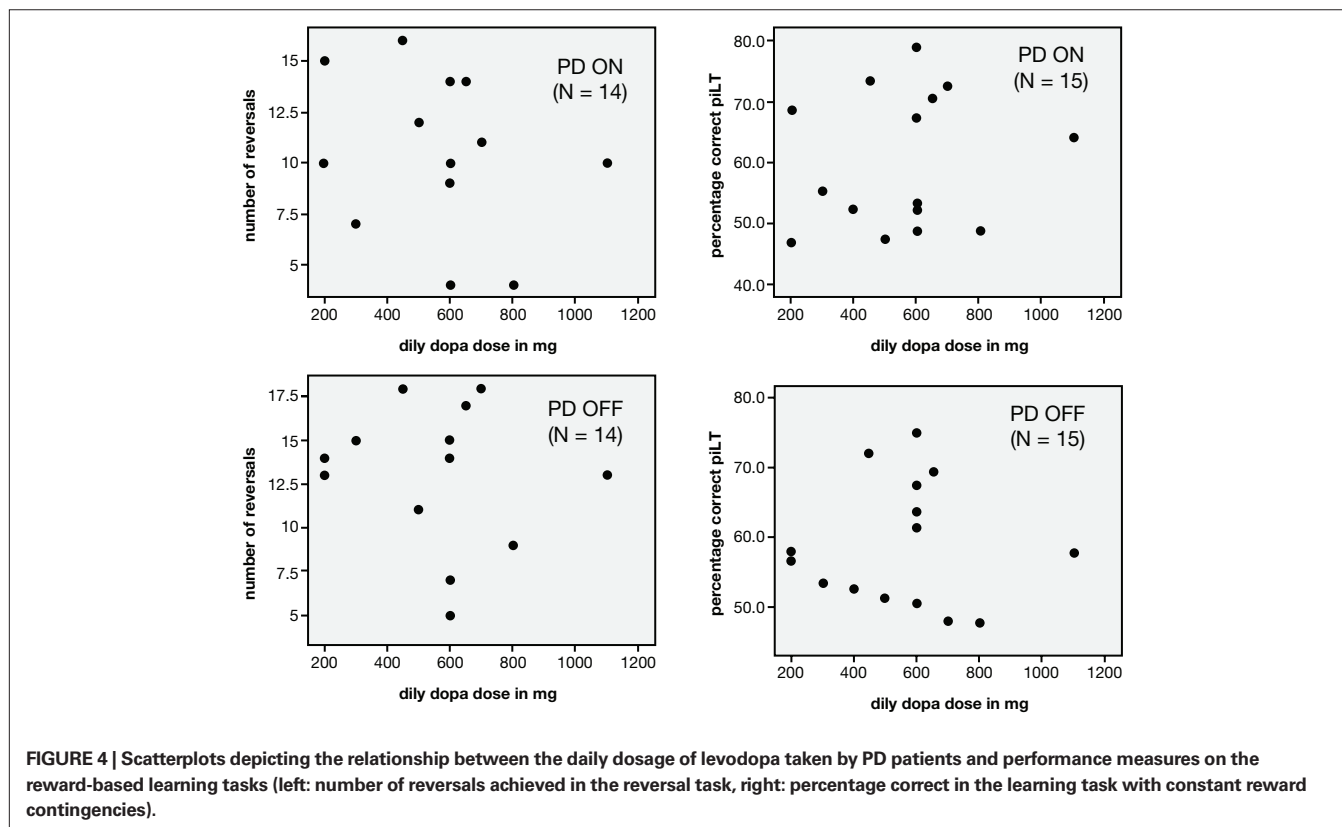 number of reversals
15
12.5
10
7.5
5
PD ON
(N = 14)
200 400 600 800 1000 1200
dily dopa dose in mg
percentage correct piLT
80.0
70.0
60.0
50.0
40.0
PD ON
(N = 15)
200 400 600 800 1000 1200
dily dopa dose in mg
number of reversals
17.5
15
12.5
10
7.5
5
PD OFF
(N = 14)
200 400 600 800 1000 1200
dily dopa dose in mg
percentage correct piLT
80.0
70.0
60.0
50.0
PD OFF
(N = 15)
200 400 600 800 1000 1200
dily dopa dose in mg
FIGURE 4 | Scatterplots depicting the relationship between the daily dosage of levodopa taken by PD patients and performance measures on the
reward-based learning tasks (left: number of reversals achieved in the reversal task, right: percentage correct in the learning task with constant reward
contingencies).